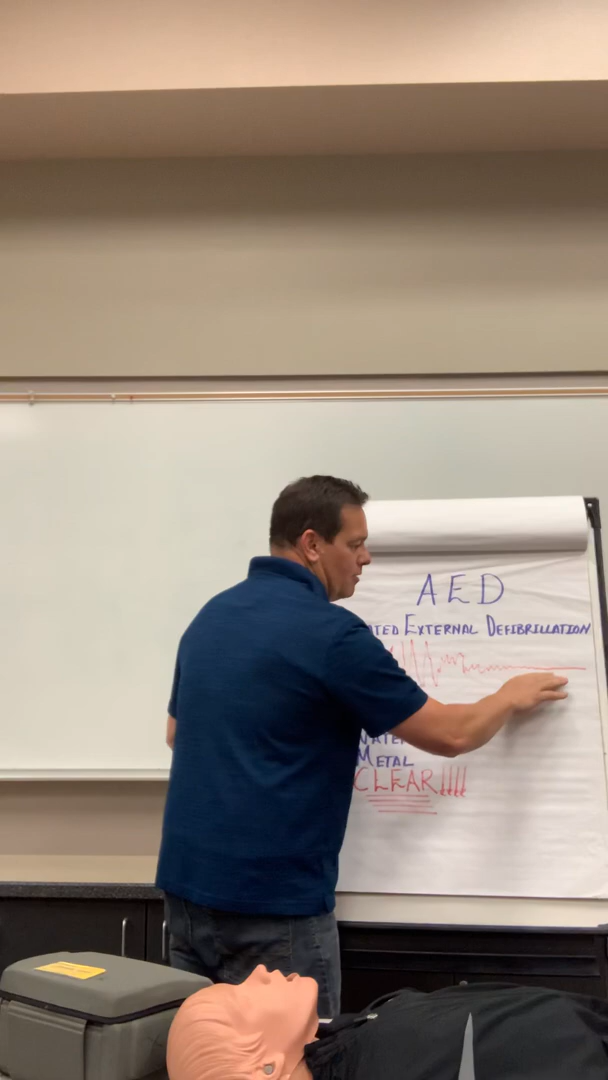 AED
ATED EXTERNAL DEFIBRILLATION
WATER
METAL
CLEAR!!!!